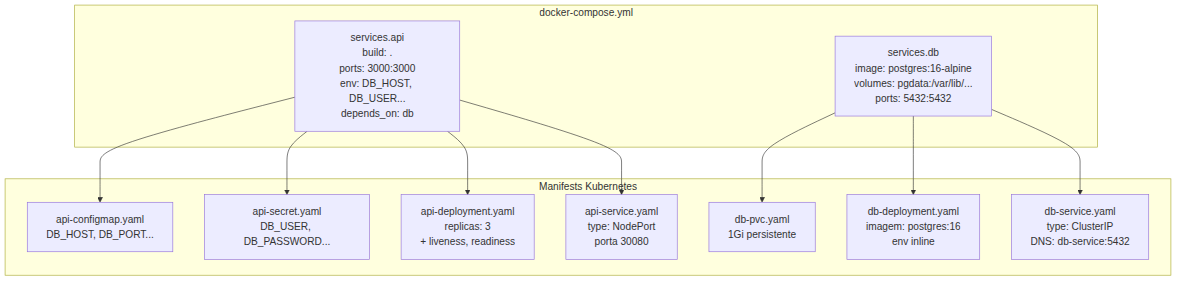 docker-compose.yml
services.api
build: .
ports: 3000:3000
env: DB_HOST,
DB_USER...
depends_on: db
services.db
image: postgres:16-alpine
volumes: pgdata:/var/lib/...
ports: 5432:5432
Manifests Kubernetes
api-configmap.yaml
DB_HOST, DB_PORT...
api-secret.yaml
DB_USER,
DB_PASSWORD...
api-deployment.yaml
replicas: 3
+ liveness, readiness
api-service.yaml
type: NodePort
porta 30080
db-pvc.yaml
1Gi persistente
db-deployment.yaml
imagem: postgres:16
env inline
db-service.yaml
type: ClusterIP
DNS: db-service:5432